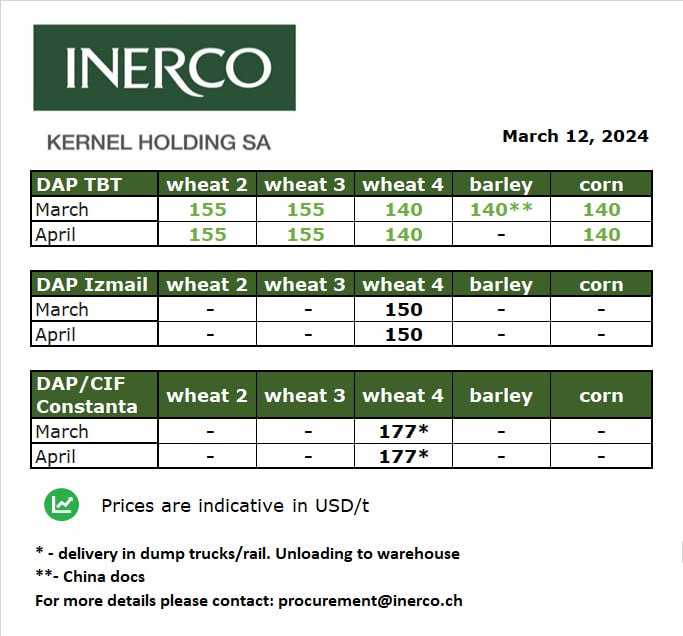 INERCO
KERNEL HOLDING SA
March 12, 2024
DAP TBT wheat 2 wheat 3 wheat 4 barley corn
March 155 155 140 140** 140
April 155 155 140 - 140
DAP Izmail wheat 2 wheat 3 wheat 4 barley corn
March - - 150 - -
April - - 150 - -
DAP/CIF
Constanta wheat 2 wheat 3 wheat 4 barley corn
March - - 177* - -
April - - 177* - -
Prices are indicative in USD/t
* - delivery in dump trucks/rail. Unloading to warehouse
**- China docs
For more details please contact: procurement@inerco.ch